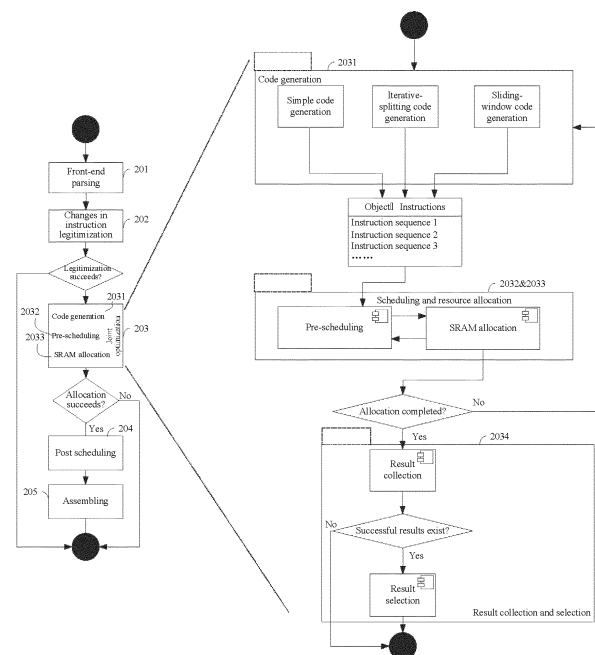 Front-end
parsing
201
Changes in
instruction
legitimization
202
Legitimization
succeeds?
2031
Code generation
2032
Pre-scheduling
2033
SRAM allocation
Joint
optimization
203
Allocation
succeeds?
No
Yes
204
Post scheduling
205
Assembling
2031
Code generation
Simple code
generation
Iterative-
splitting code
generation
Sliding-
window code
generation
Object| Instructions
Instruction sequence 1
Instruction sequence 2
Instruction sequence 3
……
2032&2033
Scheduling and resource allocation
Pre-scheduling
SRAM allocation
Allocation completed?
No
Yes
2034
Result
collection
No
Successful results exist?
Yes
Result
selection
Result collection and selection